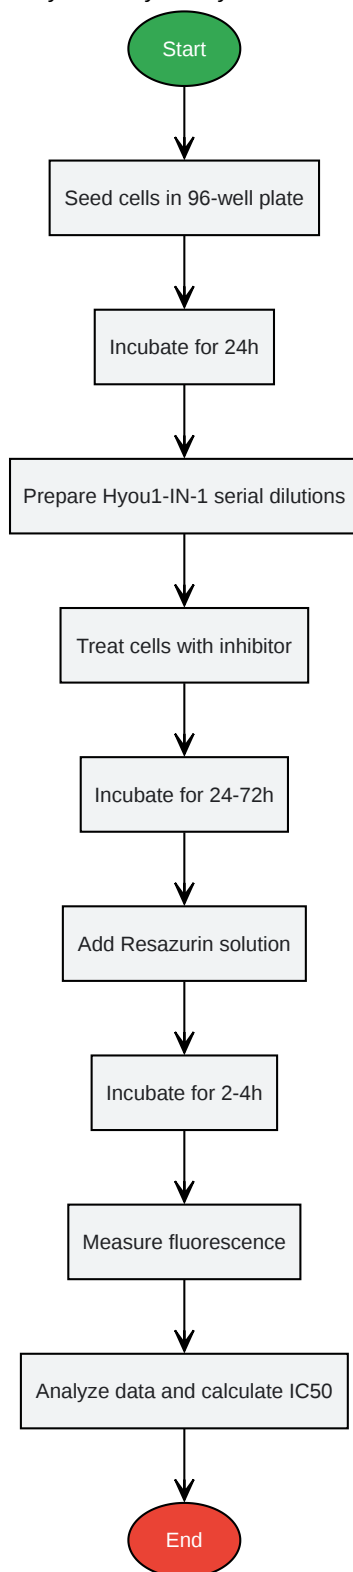 Start
Seed cells in 96-well plate
Incubate for 24h
Prepare Hyou1-IN-1 serial dilutions
Treat cells with inhibitor
Incubate for 24-72h
Add Resazurin solution
Incubate for 2-4h
Measure fluorescence
Analyze data and calculate IC50
End